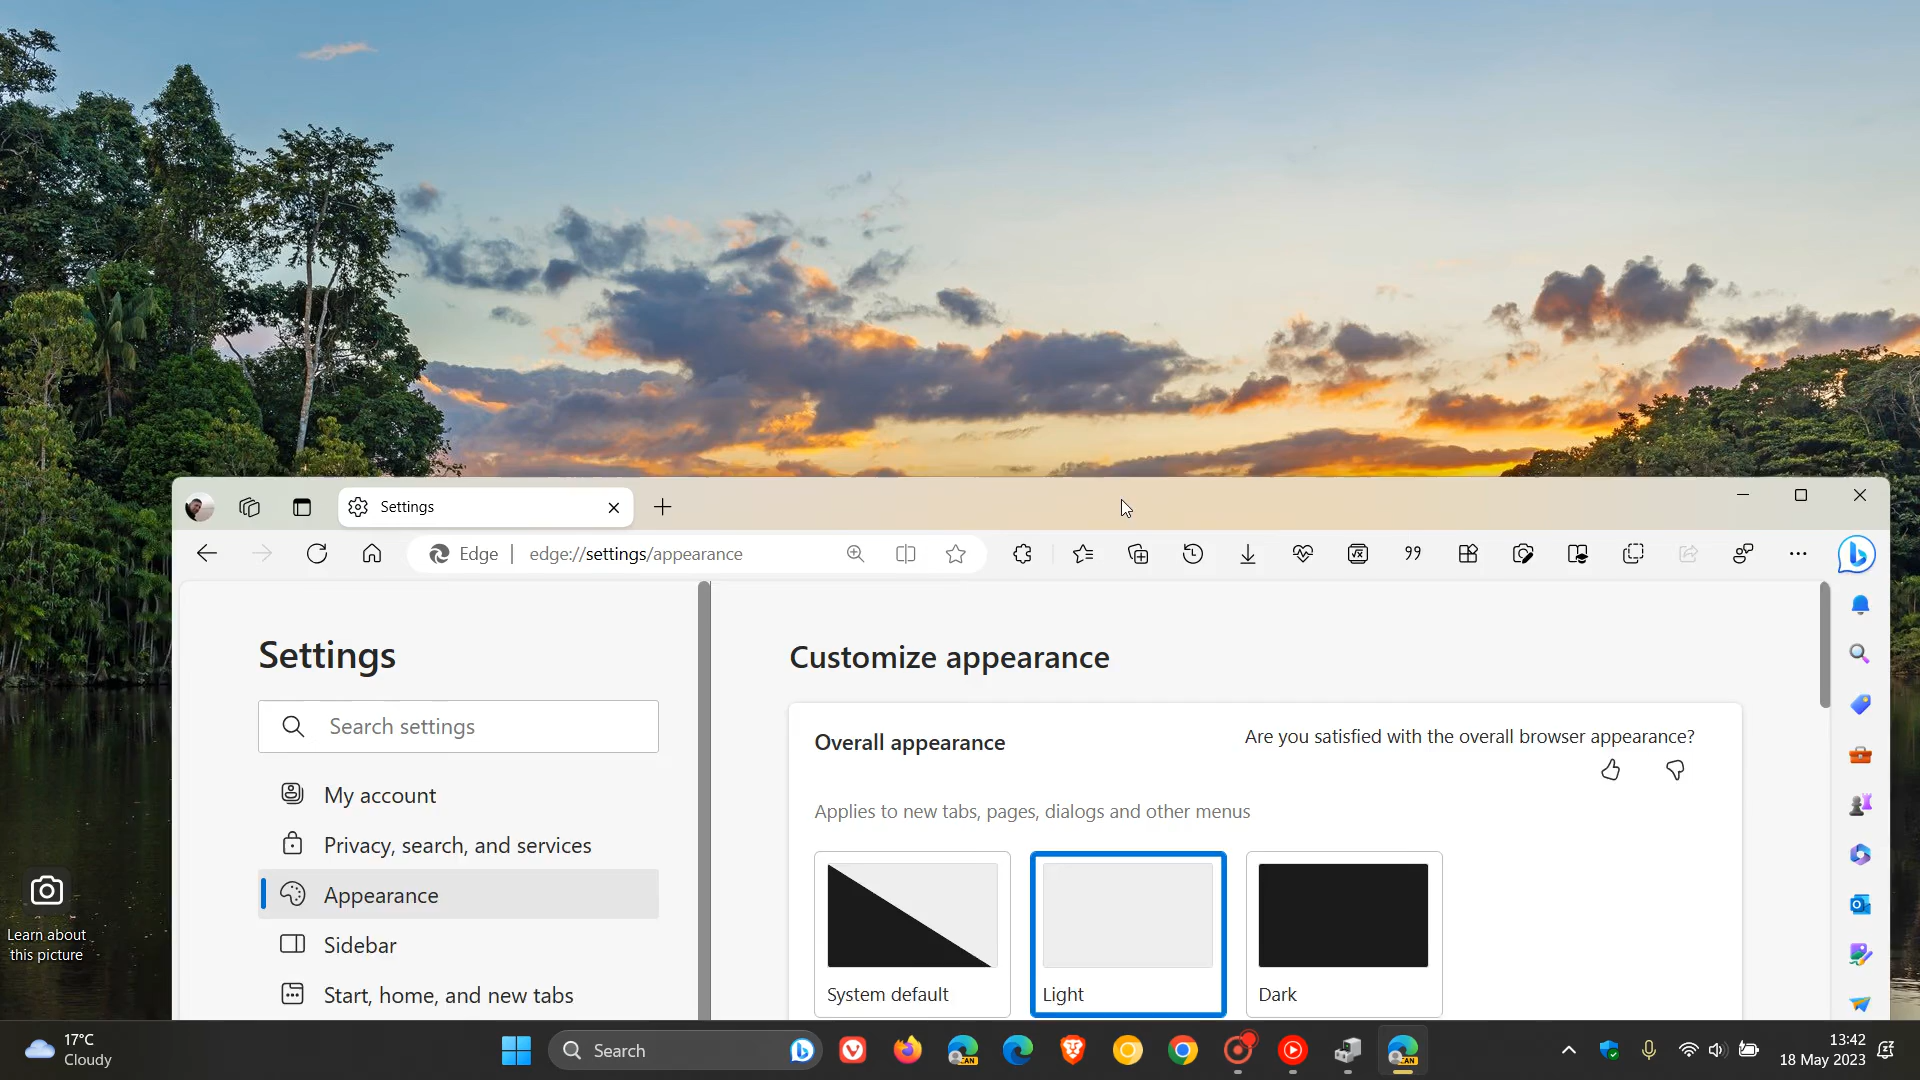 Settings
Edge
edge://settings/appearance
Settings
Search settings
My account
Privacy, search, and services
Appearance
Sidebar
Start, home, and new tabs
Customize appearance
Overall appearance
Are you satisfied with the overall browser appearance?
Applies to new tabs, pages, dialogs and other menus
System default
Light
Dark
Learn about
this picture
17°C
Cloudy
Search
CAN
CAN
13:42
18 May 2023